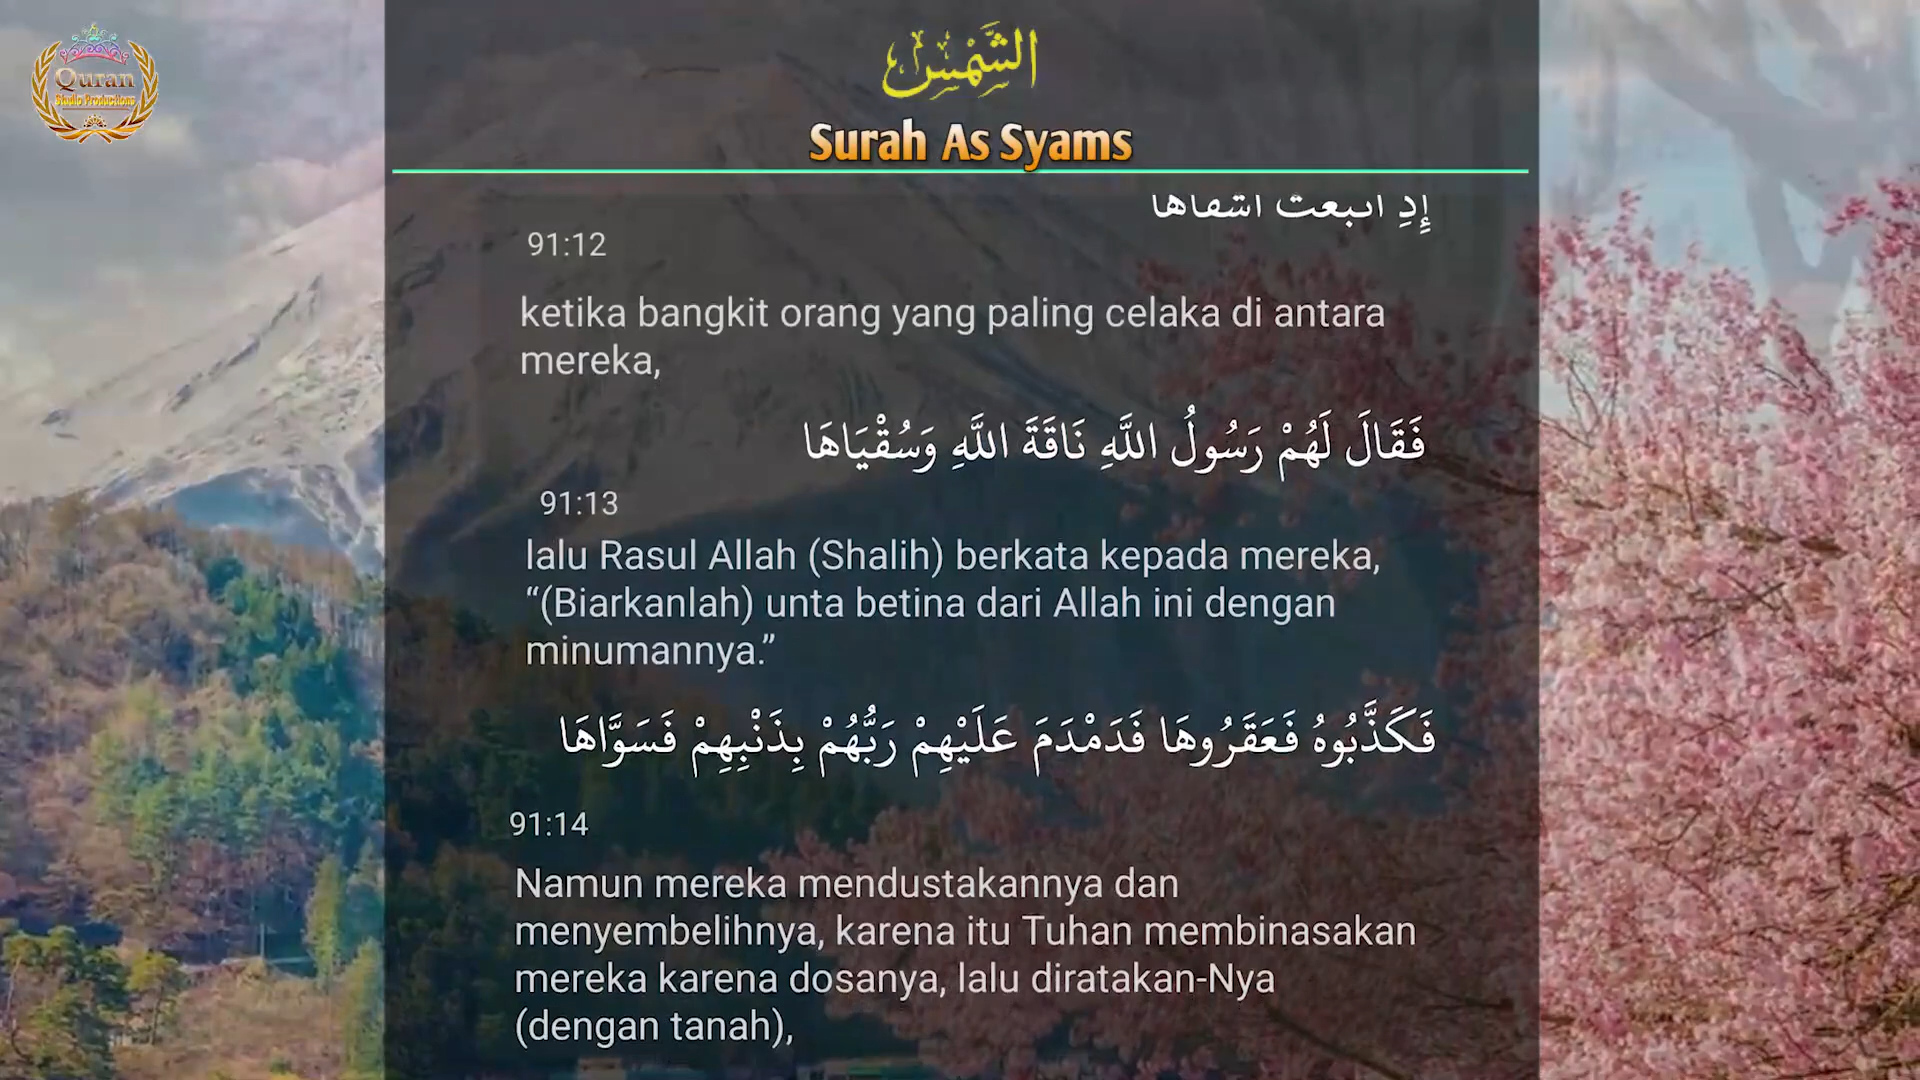 Quran
Studio Productions
الشَّمْسِ
Surah As Syams
91:12
ketika bangkit orang yang paling celaka di antara
mereka,
فَقَالَ لَهُمْ رَسُولُ اللَّهِ نَاقَةَ اللَّهِ وَسُقْيَاهَا
91:13
lalu Rasul Allah (Shalih) berkata kepada mereka,
“(Biarkanlah) unta betina dari Allah ini dengan
minumannya.”
فَكَذَّبُوهُ فَعَقَرُوهَا فَدَمْدَمَ عَلَيْهِمْ رَبُّهُمْ بِذَنْبِهِمْ فَسَوَّاهَا
91:14
Namun mereka mendustakannya dan
menyembelihnya, karena itu Tuhan membinasakan
mereka karena dosanya, lalu diratakan-Nya
(dengan tanah),